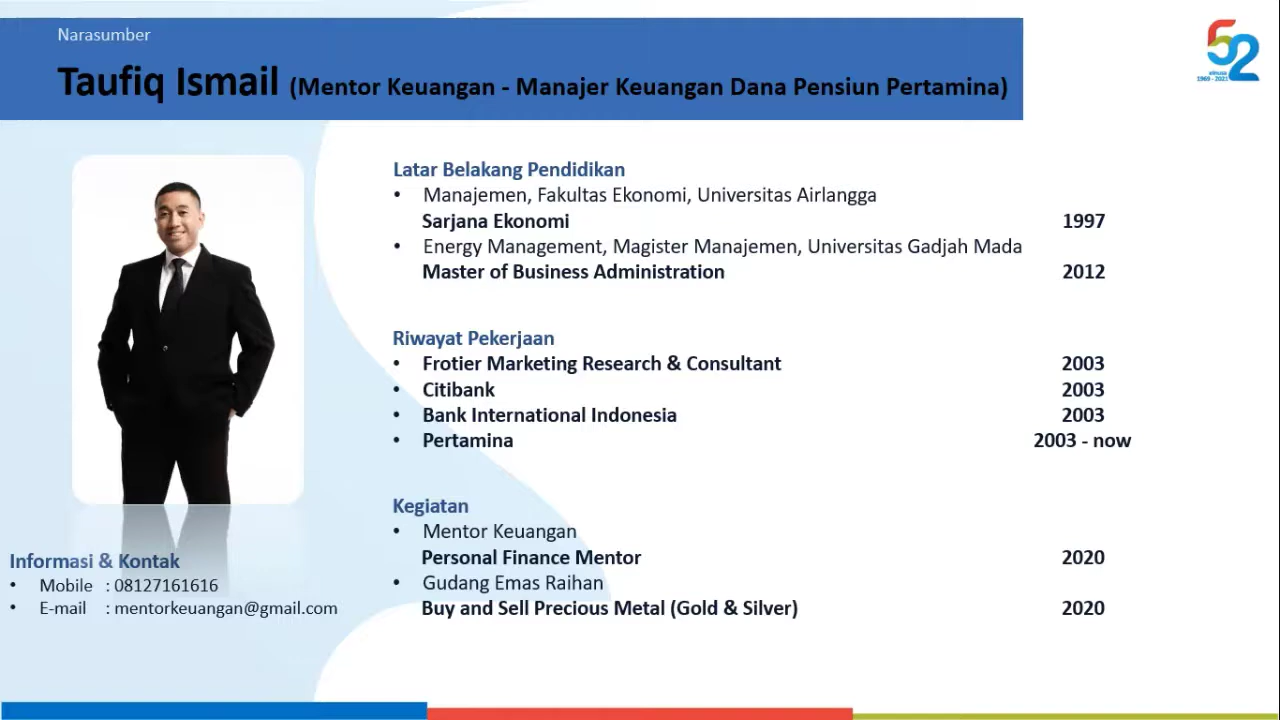 Narasumber
Taufiq Ismail (Mentor Keuangan - Manajer Keuangan Dana Pensiun Pertamina)
52
elnusa
1969 - 2021
Latar Belakang Pendidikan
• Manajemen, Fakultas Ekonomi, Universitas Airlangga
Sarjana Ekonomi 1997
• Energy Management, Magister Manajemen, Universitas Gadjah Mada
Master of Business Administration 2012
Riwayat Pekerjaan
• Frotier Marketing Research & Consultant 2003
• Citibank 2003
• Bank International Indonesia 2003
• Pertamina 2003 - now
Kegiatan
• Mentor Keuangan
Personal Finance Mentor 2020
• Gudang Emas Raihan
Buy and Sell Precious Metal (Gold & Silver) 2020
Informasi & Kontak
• Mobile : 08127161616
• E-mail : mentorkeuangan@gmail.com